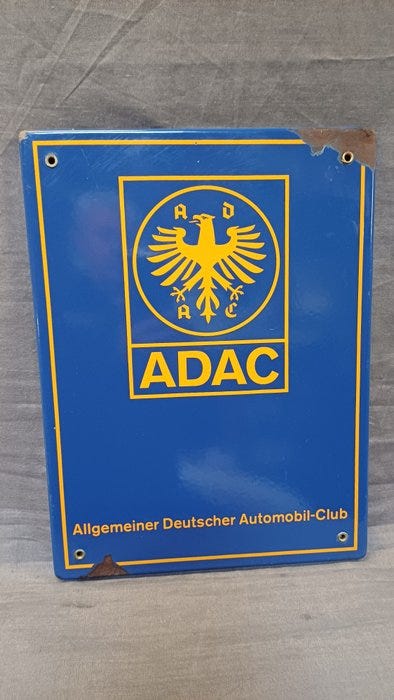 A D
A C
ADAC
Allgemeiner Deutscher Automobil-Club